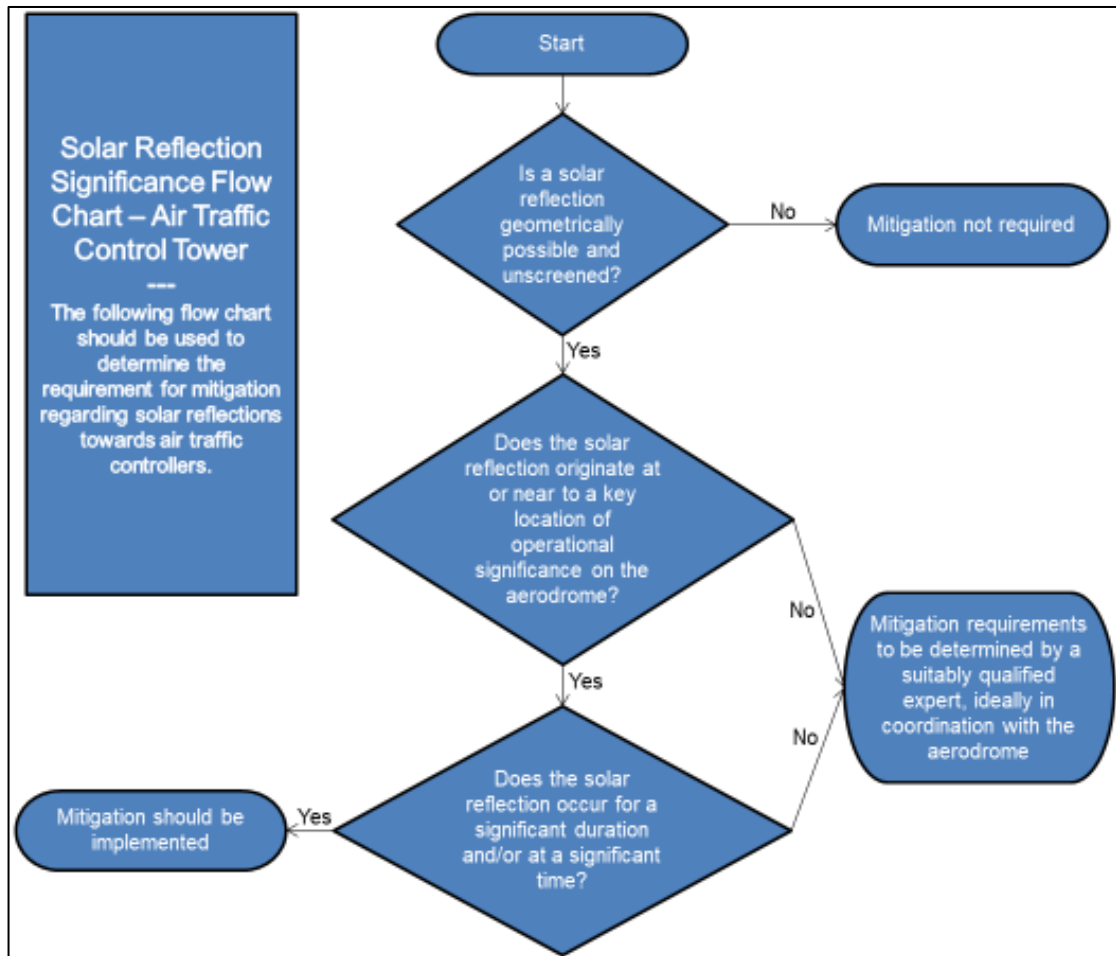 Solar Reflection
Significance Flow
Chart – Air Traffic
Control Tower
---
The following flow chart
should be used to
determine the
requirement for mitigation
regarding solar reflections
towards air traffic
controllers.
Start
Is a solar
reflection
geometrically
possible and
unscreened?
No
Mitigation not required
Yes
Does the solar
reflection originate at
or near to a key
location of
operational
significance on the
aerodrome?
No
Mitigation requirements
to be determined by a
suitably qualified
expert, ideally in
coordination with the
aerodrome
Yes
Does the solar
reflection occur for a
significant duration
and/or at a significant
time?
No
Yes
Mitigation should be
implemented